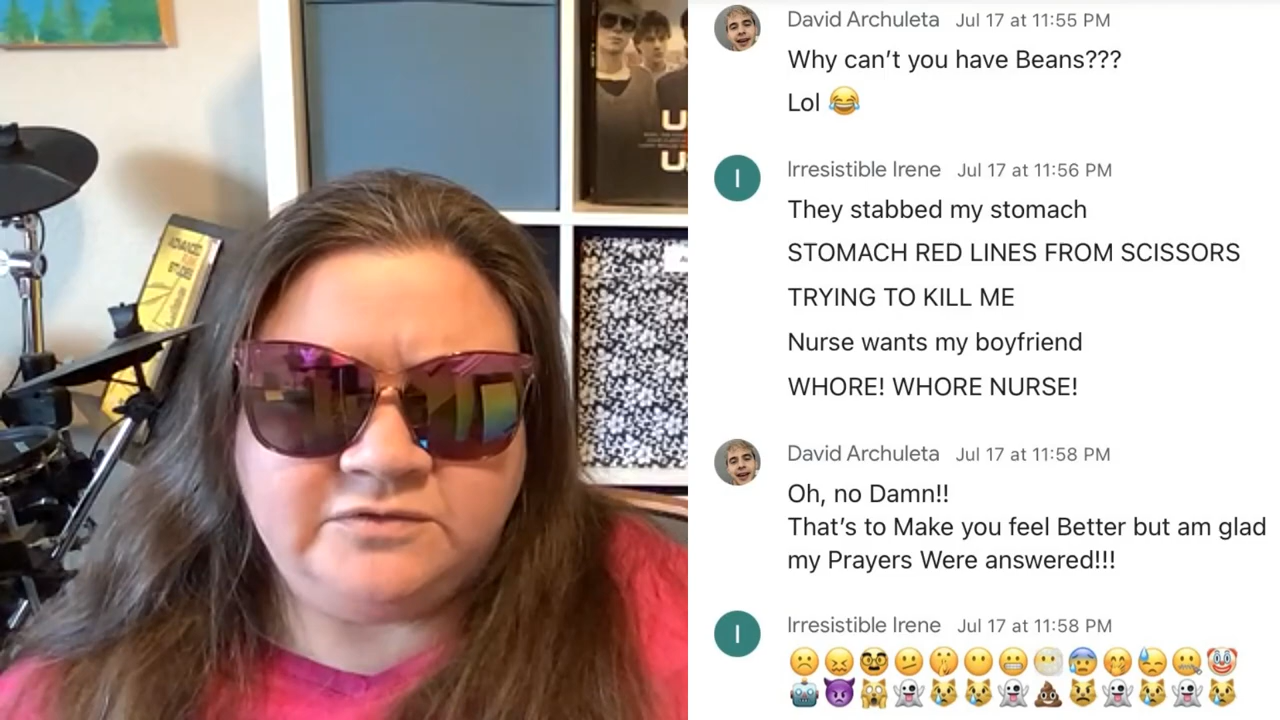 ADVANCED
STUDIES
U
U
David Archuleta Jul 17 at 11:55 PM
Why can’t you have Beans???
Lol 😂
I
Irresistible Irene Jul 17 at 11:56 PM
They stabbed my stomach
STOMACH RED LINES FROM SCISSORS
TRYING TO KILL ME
Nurse wants my boyfriend
WHORE! WHORE NURSE!
David Archuleta Jul 17 at 11:58 PM
Oh, no Damn!!
That’s to Make you feel Better but am glad
my Prayers Were answered!!!
I
Irresistible Irene Jul 17 at 11:58 PM